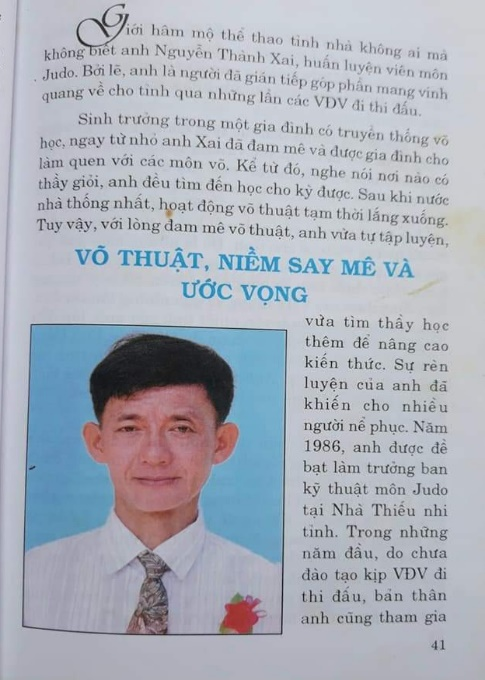 Giới hâm mộ thể thao tỉnh nhà không ai mà
không biết anh Nguyễn Thành Xai, huấn luyện viên môn
Judo. Bởi lẽ, anh là người đã gián tiếp góp phần mang vinh
quang về cho tỉnh qua những lần các VĐV đi thi đấu.
Sinh trưởng trong một gia đình có truyền thống võ
học, ngay từ nhỏ anh Xai đã đam mê và được gia đình cho
làm quen với các môn võ. Kể từ đó, nghe nói nơi nào có
thầy giỏi, anh đều tìm đến học cho kỳ được. Sau khi nước
nhà thống nhất, hoạt động võ thuật tạm thời lắng xuống.
Tuy vậy, với lòng đam mê võ thuật, anh vừa tự tập luyện,
VÕ THUẬT, NIỀM SAY MÊ VÀ
ƯỚC VỌNG
vừa tìm thầy học
thêm để nâng cao
kiến thức. Sự rèn
luyện của anh đã
khiến cho nhiều
người nể phục. Năm
1986, anh được đề
bạt làm trưởng ban
kỹ thuật môn Judo
tại Nhà Thiếu nhi
tỉnh. Trong những
năm đầu, do chưa
đào tạo kịp VĐV đi
thi đấu, bản thân
anh cũng tham gia
41